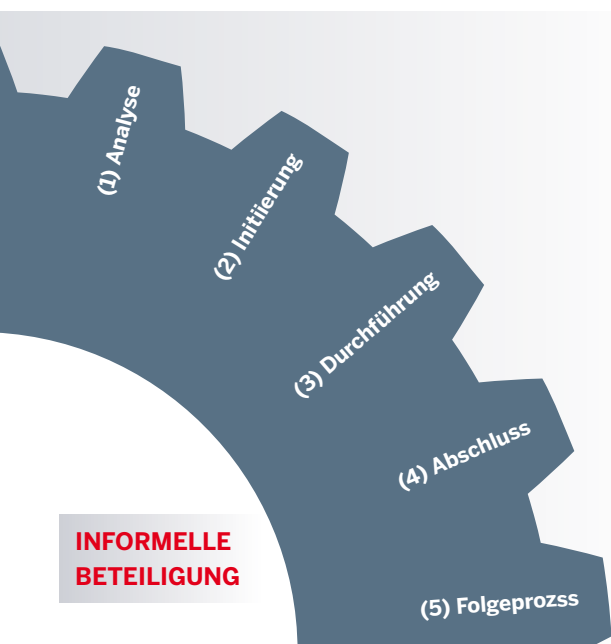 (1) Analyse
(2) Initiierung
(3) Durchführung
(4) Abschluss
INFORMELLE
BETEILIGUNG
(5) Folgeprozss